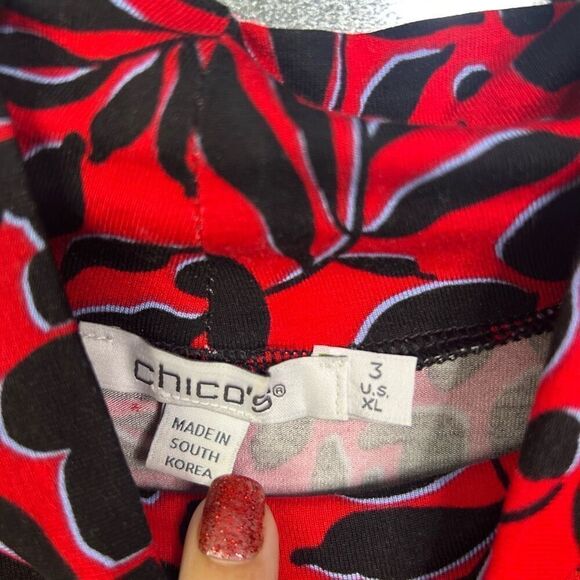 chico's®
3
U.S.
XL
MADE IN
SOUTH
KOREA